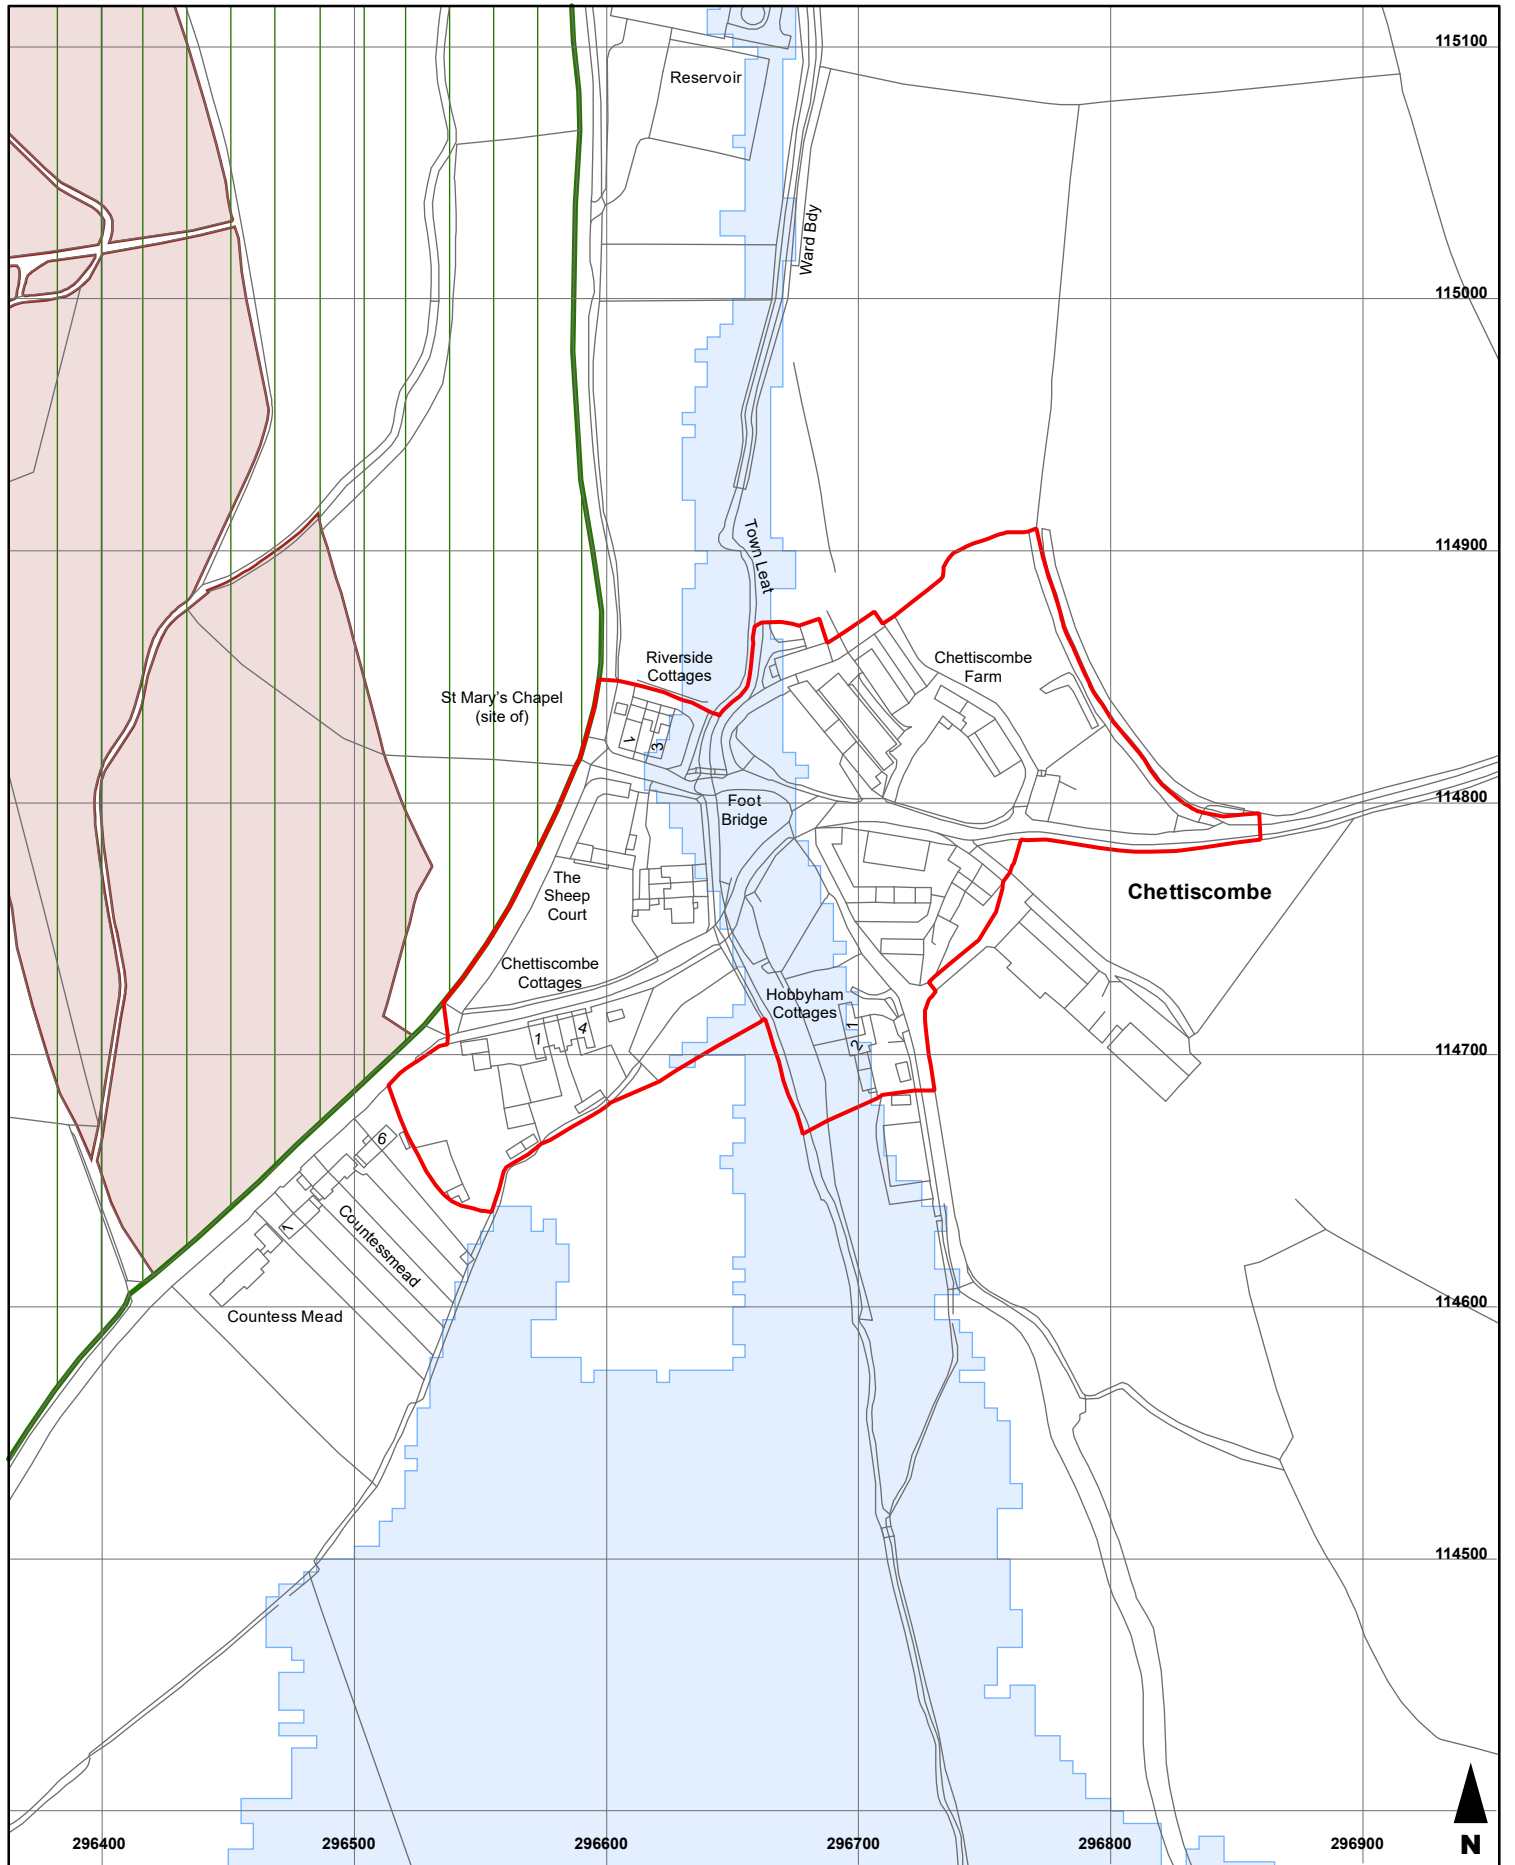 115100
Reservoir
Ward Bdy
115000
Town Leat
114900
Riverside
Cottages
Chettiscombe
Farm
St Mary's Chapel
(site of)
1
3
Foot
Bridge
114800
The
Sheep
Court
Chettiscombe
Chettiscombe
Cottages
Hobbyham
Cottages
1
4
1
2
114700
6
1
Countessmead
Countess Mead
114600
114500
296400
296500
296600
296700
296800
296900
N